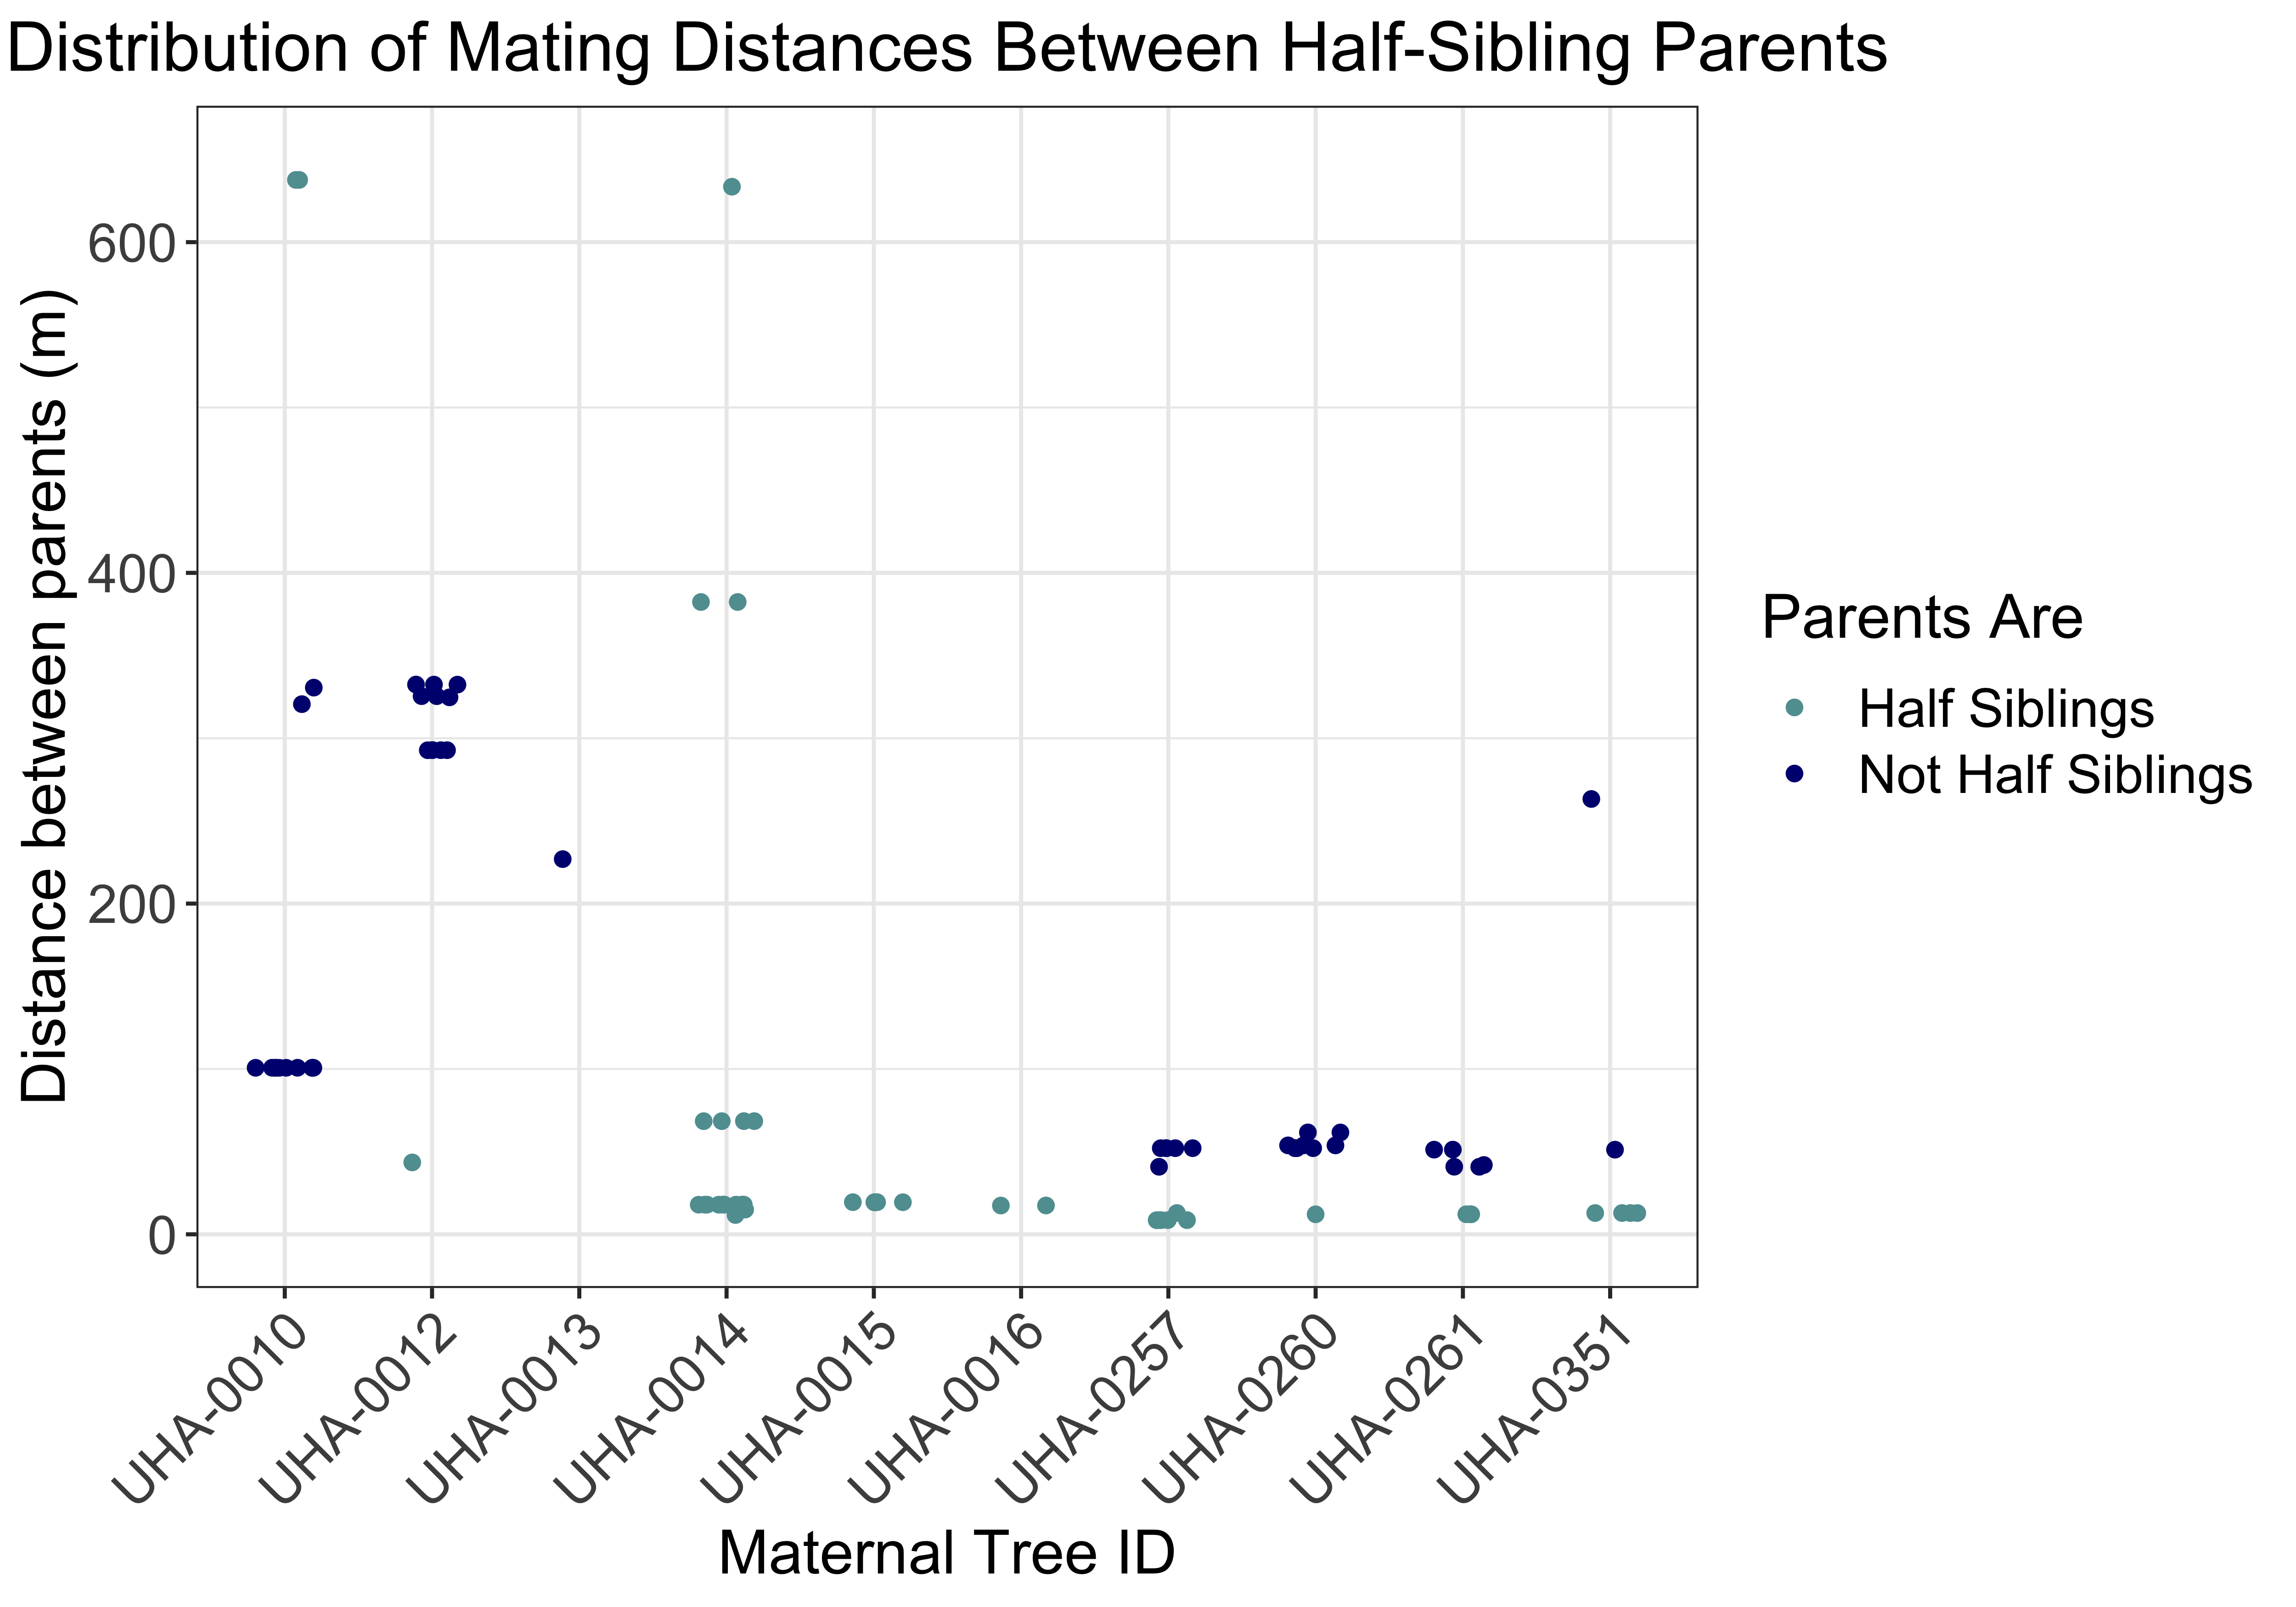 Distribution of Mating Distances Between Half-Sibling Parents
Distance between parents (m)
600
400
200
0
UHA-0010
UHA-0012
UHA-0013
UHA-0014
UHA-0015
UHA-0016
UHA-0257
UHA-0260
UHA-0261
UHA-0351
Maternal Tree ID
Parents Are
Half Siblings
Not Half Siblings